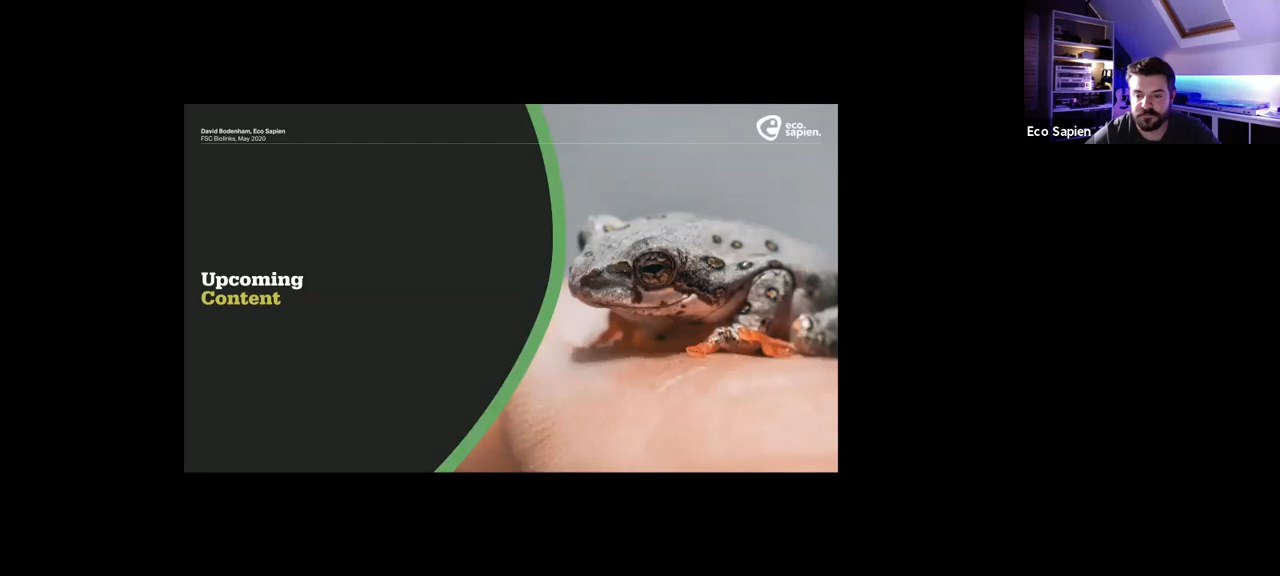 David Bodenham, Eco Sapien
FSC Biolinks, May 2020
eco.
sapien.
Upcoming
Content
Eco Sapien